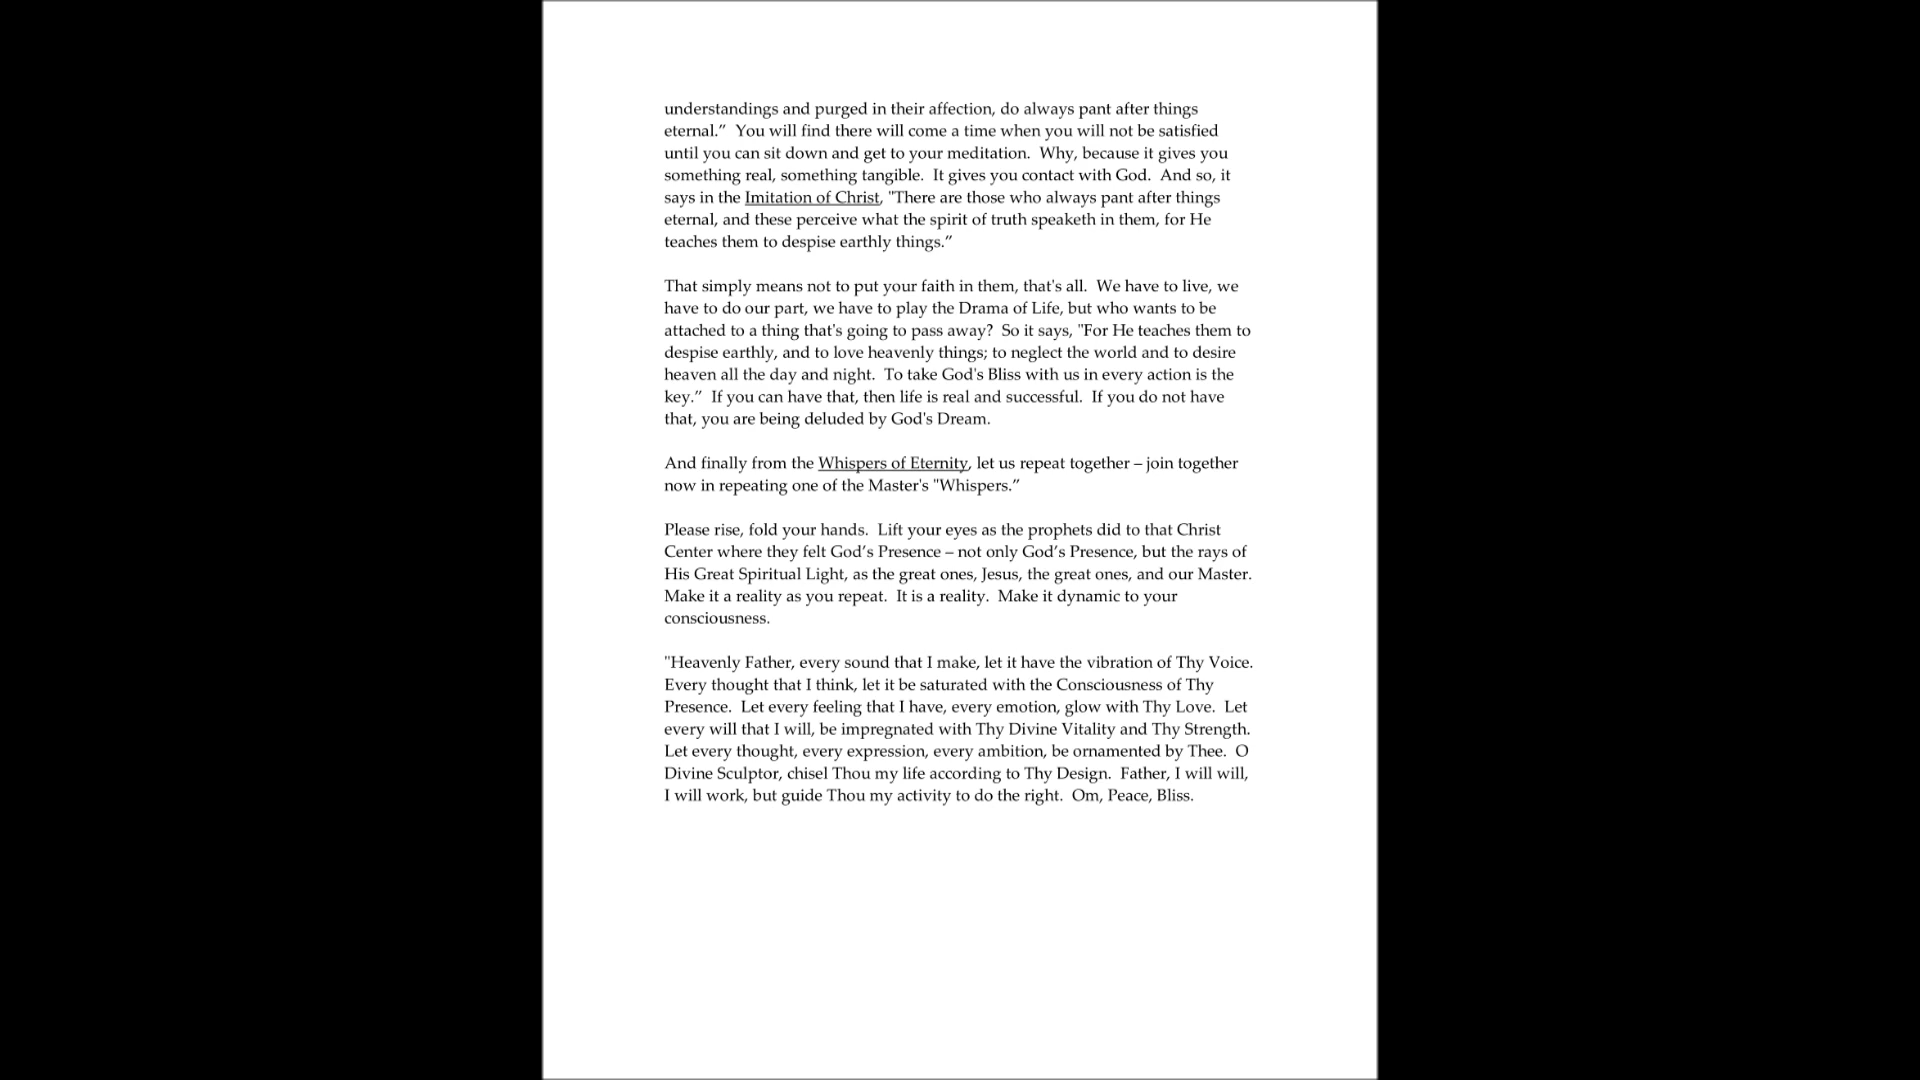 understandings and purged in their affection, do always pant after things
eternal.”  You will find there will come a time when you will not be satisfied
until you can sit down and get to your meditation.  Why, because it gives you
something real, something tangible.  It gives you contact with God.  And so, it
says in the Imitation of Christ, "There are those who always pant after things
eternal, and these perceive what the spirit of truth speaketh in them, for He
teaches them to despise earthly things.”
That simply means not to put your faith in them, that's all.  We have to live, we
have to do our part, we have to play the Drama of Life, but who wants to be
attached to a thing that's going to pass away?  So it says, "For He teaches them to
despise earthly, and to love heavenly things; to neglect the world and to desire
heaven all the day and night.  To take God's Bliss with us in every action is the
key.”  If you can have that, then life is real and successful.  If you do not have
that, you are being deluded by God's Dream.
And finally from the Whispers of Eternity, let us repeat together – join together
now in repeating one of the Master's "Whispers.”
Please rise, fold your hands.  Lift your eyes as the prophets did to that Christ
Center where they felt God’s Presence – not only God’s Presence, but the rays of
His Great Spiritual Light, as the great ones, Jesus, the great ones, and our Master.
Make it a reality as you repeat.  It is a reality.  Make it dynamic to your
consciousness.
"Heavenly Father, every sound that I make, let it have the vibration of Thy Voice.
Every thought that I think, let it be saturated with the Consciousness of Thy
Presence.  Let every feeling that I have, every emotion, glow with Thy Love.  Let
every will that I will, be impregnated with Thy Divine Vitality and Thy Strength.
Let every thought, every expression, every ambition, be ornamented by Thee.  O
Divine Sculptor, chisel Thou my life according to Thy Design.  Father, I will will,
I will work, but guide Thou my activity to do the right.  Om, Peace, Bliss.